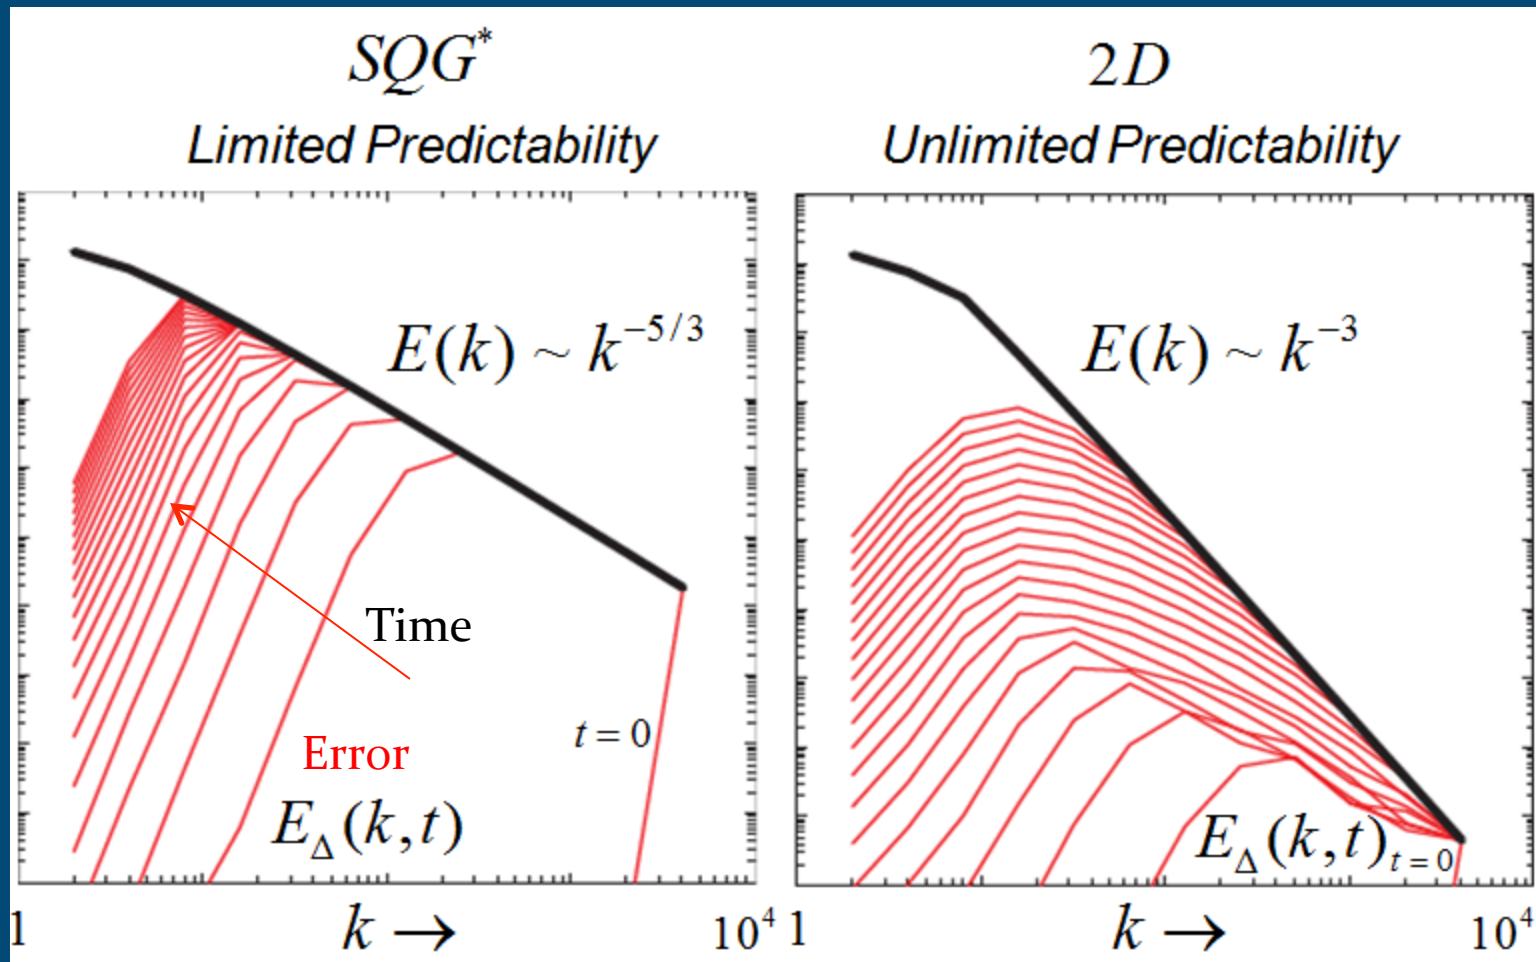 SQG*
Limited Predictability
E(k) ~ k^{-5/3}
Time
t = 0
Error
E_Δ(k,t)
1
k →
10^4
2D
Unlimited Predictability
E(k) ~ k^{-3}
E_Δ(k,t)_{t = 0}
1
k →
10^4